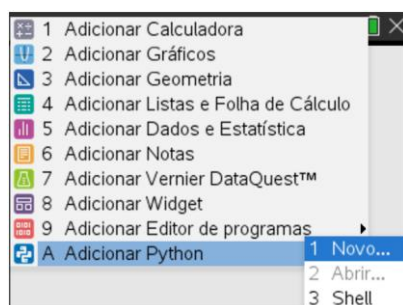 1 Adicionar Calculadora
2 Adicionar Gráficos
3 Adicionar Geometria
4 Adicionar Listas e Folha de Cálculo
5 Adicionar Dados e Estatística
6 Adicionar Notas
7 Adicionar Vernier DataQuest™
8 Adicionar Widget
9 Adicionar Editor de programas
A Adicionar Python
1 Novo...
2 Abrir...
3 Shell